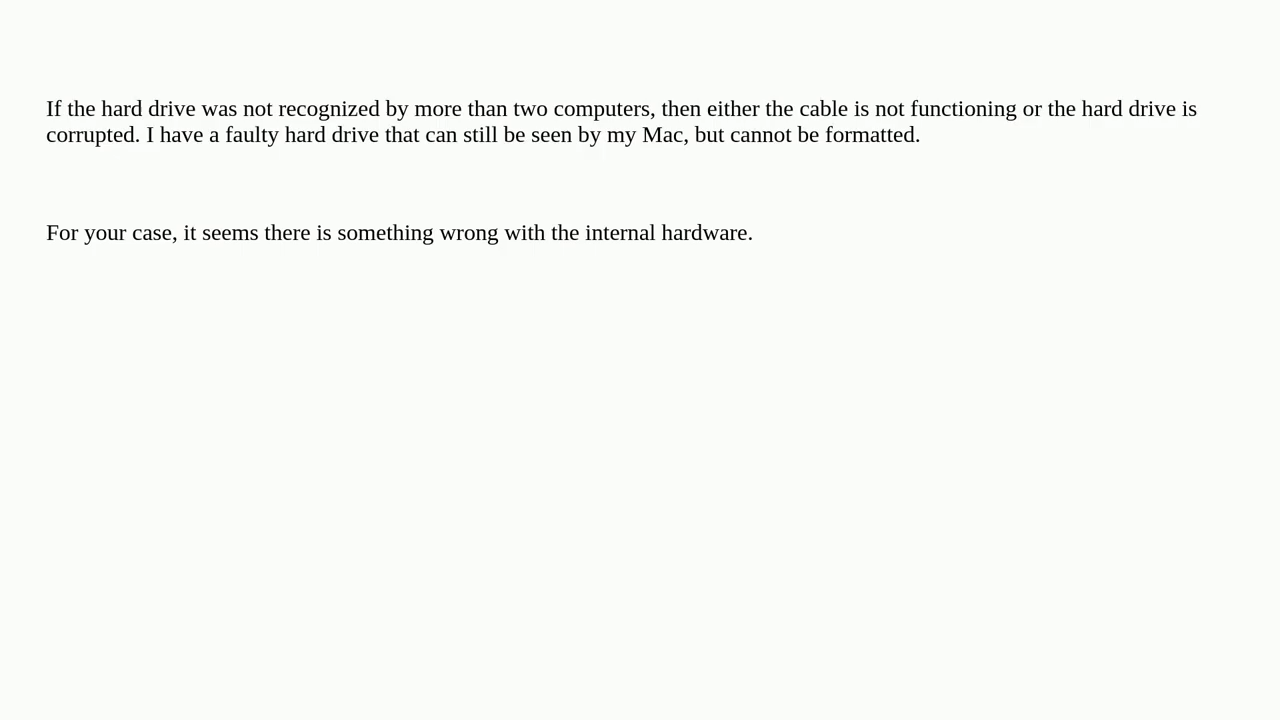 If the hard drive was not recognized by more than two computers, then either the cable is not functioning or the hard drive is
corrupted. I have a faulty hard drive that can still be seen by my Mac, but cannot be formatted.
For your case, it seems there is something wrong with the internal hardware.